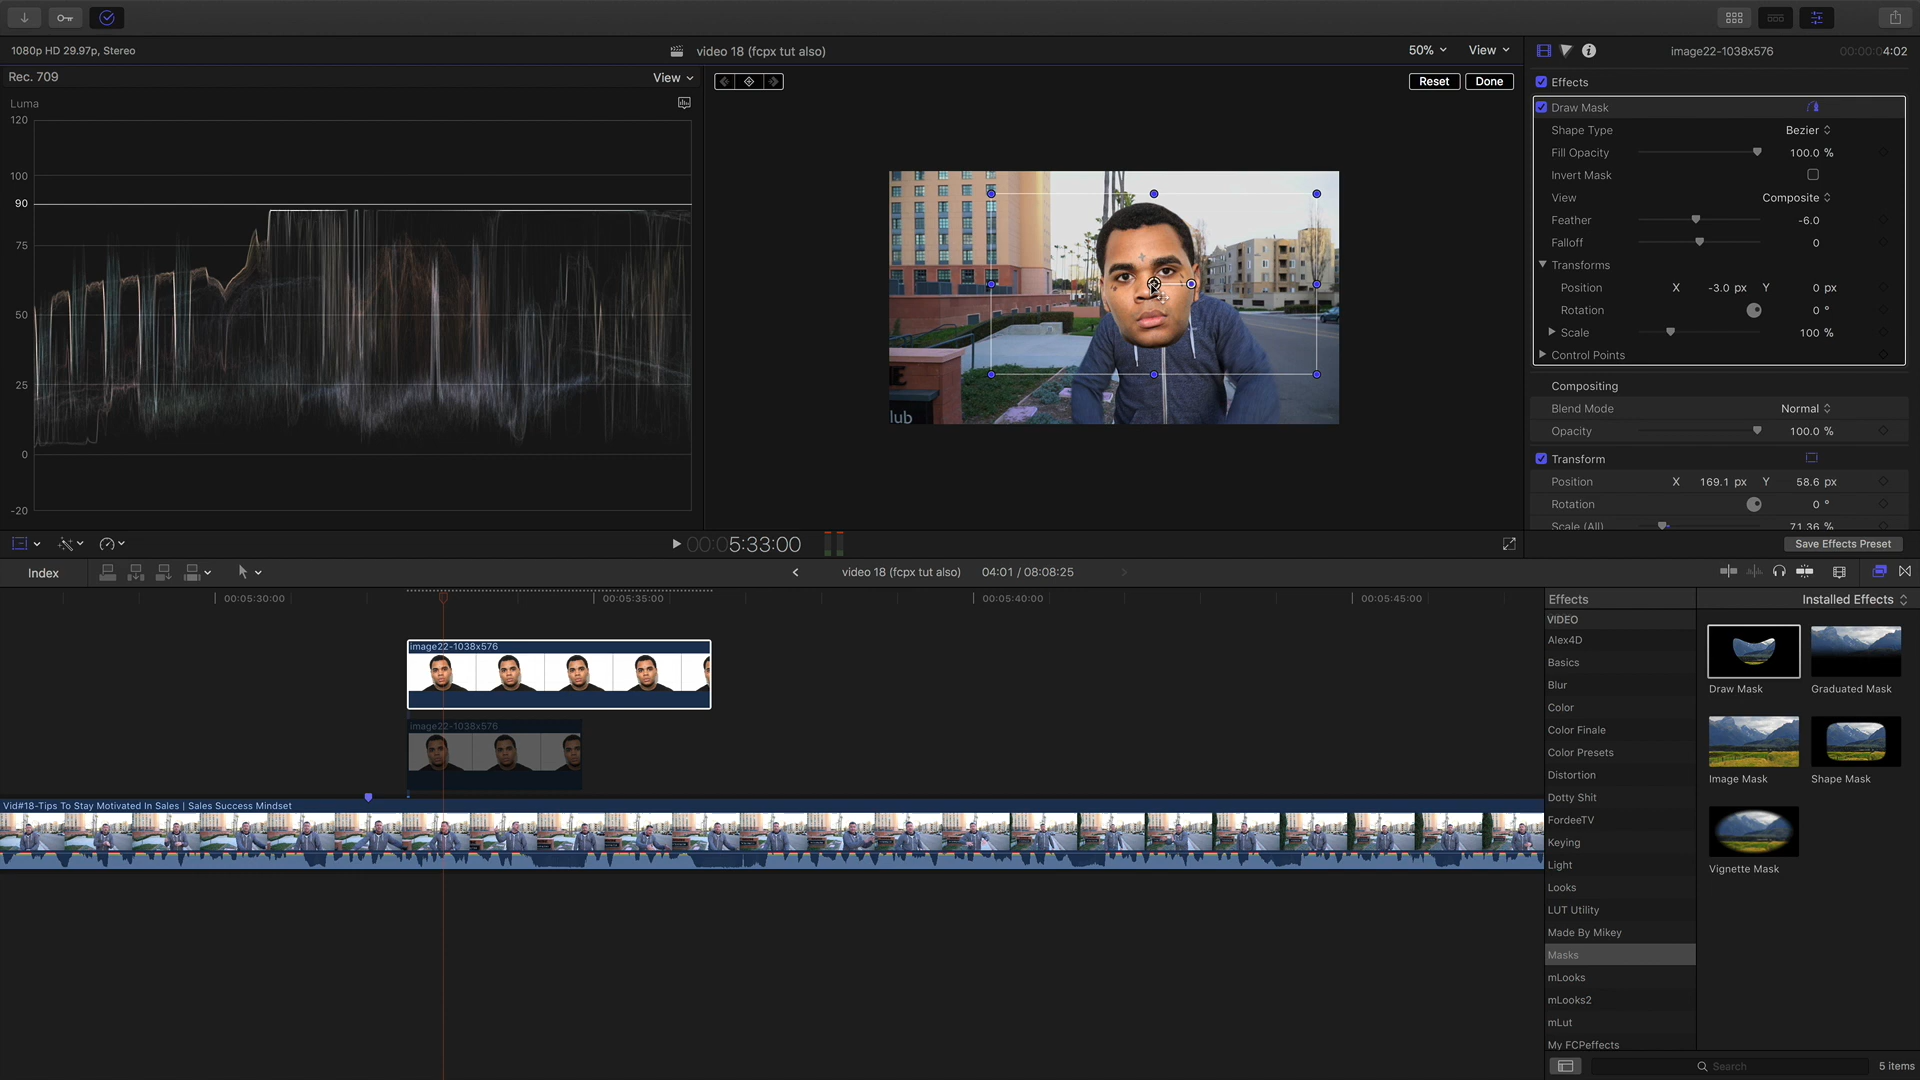 1080p HD 29.97p, Stereo
video 18 (fcpx tut also)
50%
View
image22-1038x576
00:00:04:02
Rec. 709
View
Reset
Done
Effects
Luma
120
100
90
75
50
25
0
-20
THE
lub
Draw Mask
Shape Type
Bezier
Fill Opacity
100.0 %
Invert Mask
View
Composite
Feather
-6.0
Falloff
0
Transforms
Position X -3.0 px Y 0 px
Rotation
0 °
Scale
100 %
Control Points
Compositing
Blend Mode
Normal
Opacity
100.0 %
Transform
Position X 169.1 px Y 58.6 px
Rotation
0 °
Scale (All)
71.36 %
00:00:5:33:00
Save Effects Preset
Index
video 18 (fcpx tut also)
04:01 / 08:08:25
00:05:30:00
00:05:35:00
00:05:40:00
00:05:45:00
image22-1038x576
image22-1038x576
Vid#18-Tips To Stay Motivated In Sales | Sales Success Mindset
Effects
Installed Effects
VIDEO
Alex4D
Basics
Blur
Color
Color Finale
Color Presets
Distortion
Dotty Shit
FordeeTV
Keying
Light
Looks
LUT Utility
Made By Mikey
Masks
mLooks
mLooks2
mLut
My FCPeffects
Draw Mask
Graduated Mask
Image Mask
Shape Mask
Vignette Mask
Search
5 items